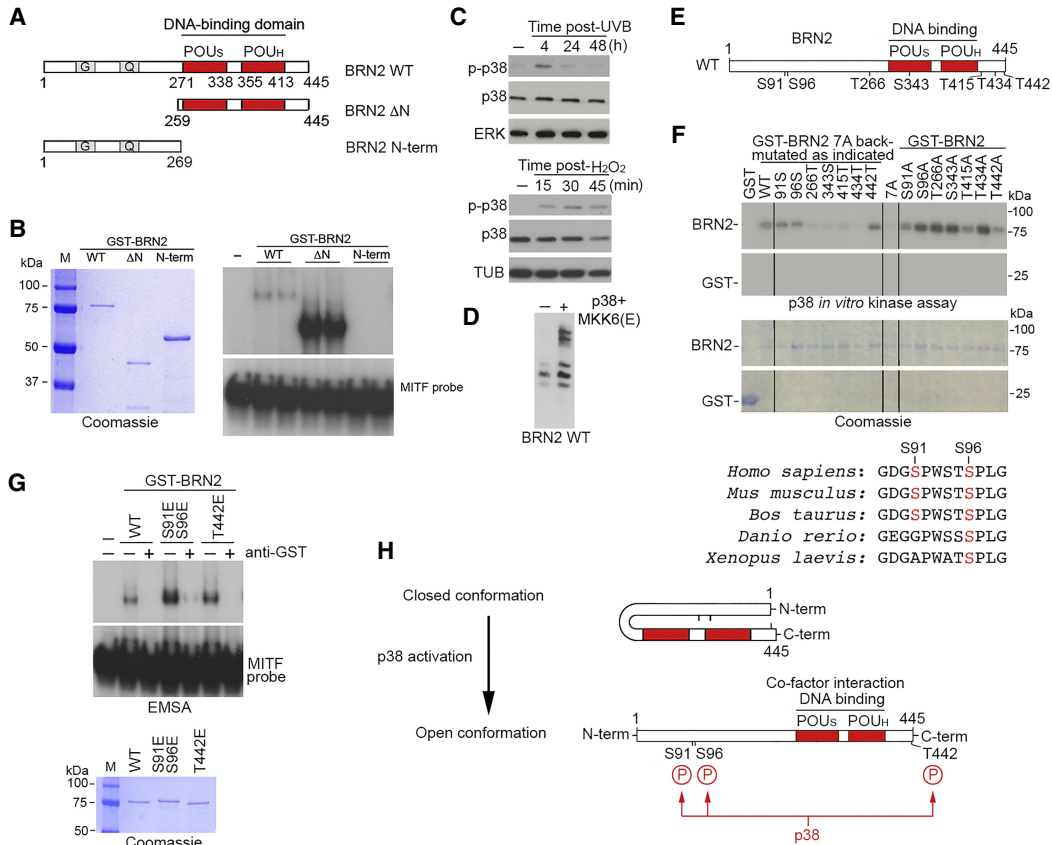 A
DNA-binding domain
POUS POUH
G Q
BRN2 WT
1 271 338 355 413 445
BRN2 ΔN
259 445
G Q
BRN2 N-term
1 269
B
GST-BRN2
kDa M WT ΔN N-term
100
75
50
37
Coomassie
GST-BRN2
– WT ΔN N-term
MITF probe
C
Time post-UVB
– 4 24 48 (h)
p-p38
p38
ERK
Time post-H2O2
– 15 30 45 (min)
p-p38
p38
TUB
D
– + p38+
MKK6(E)
BRN2 WT
E
DNA binding
1 BRN2 POUS POUH 445
WT
S91 S96 T266 S343 T415 T434 T442
F
GST-BRN2 7A back-
mutated as indicated
GST-BRN2
GST WT 91S 96S 266T 343S 415T 434T 442T 7A S91A S96A T266A S343A T415A T434A T442A
kDa
BRN2-
-100
-75
GST-
-25
p38 in vitro kinase assay
kDa
BRN2-
-100
-75
GST-
-25
Coomassie
S91 S96
Homo sapiens: GDGSPWSTSPLG
Mus musculus: GDGSPWSTSPLG
Bos taurus: GDGSPWSTSPLG
Danio rerio: GEGGPWSSSPLG
Xenopus laevis: GDGAPWATSPLG
G
GST-BRN2
– WT S91E S96E T442E
– + – + – + anti-GST
MITF
probe
EMSA
kDa M WT S91E S96E T442E
100
75
50
Coomassie
H
Closed conformation
p38 activation
Open conformation
1
N-term
C-term
445
Co-factor interaction
DNA binding
1 POUS POUH 445
N-term C-term
S91 S96 T442
P P P
p38